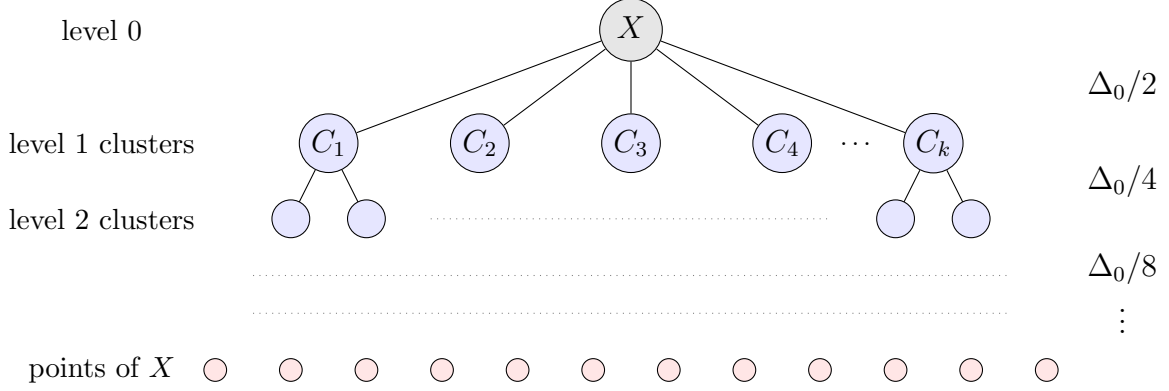 level 0
X
Δ₀/2
level 1 clusters
C₁
C₂
C₃
C₄
⋯
Cₖ
Δ₀/4
level 2 clusters
Δ₀/8
⋮
points of X